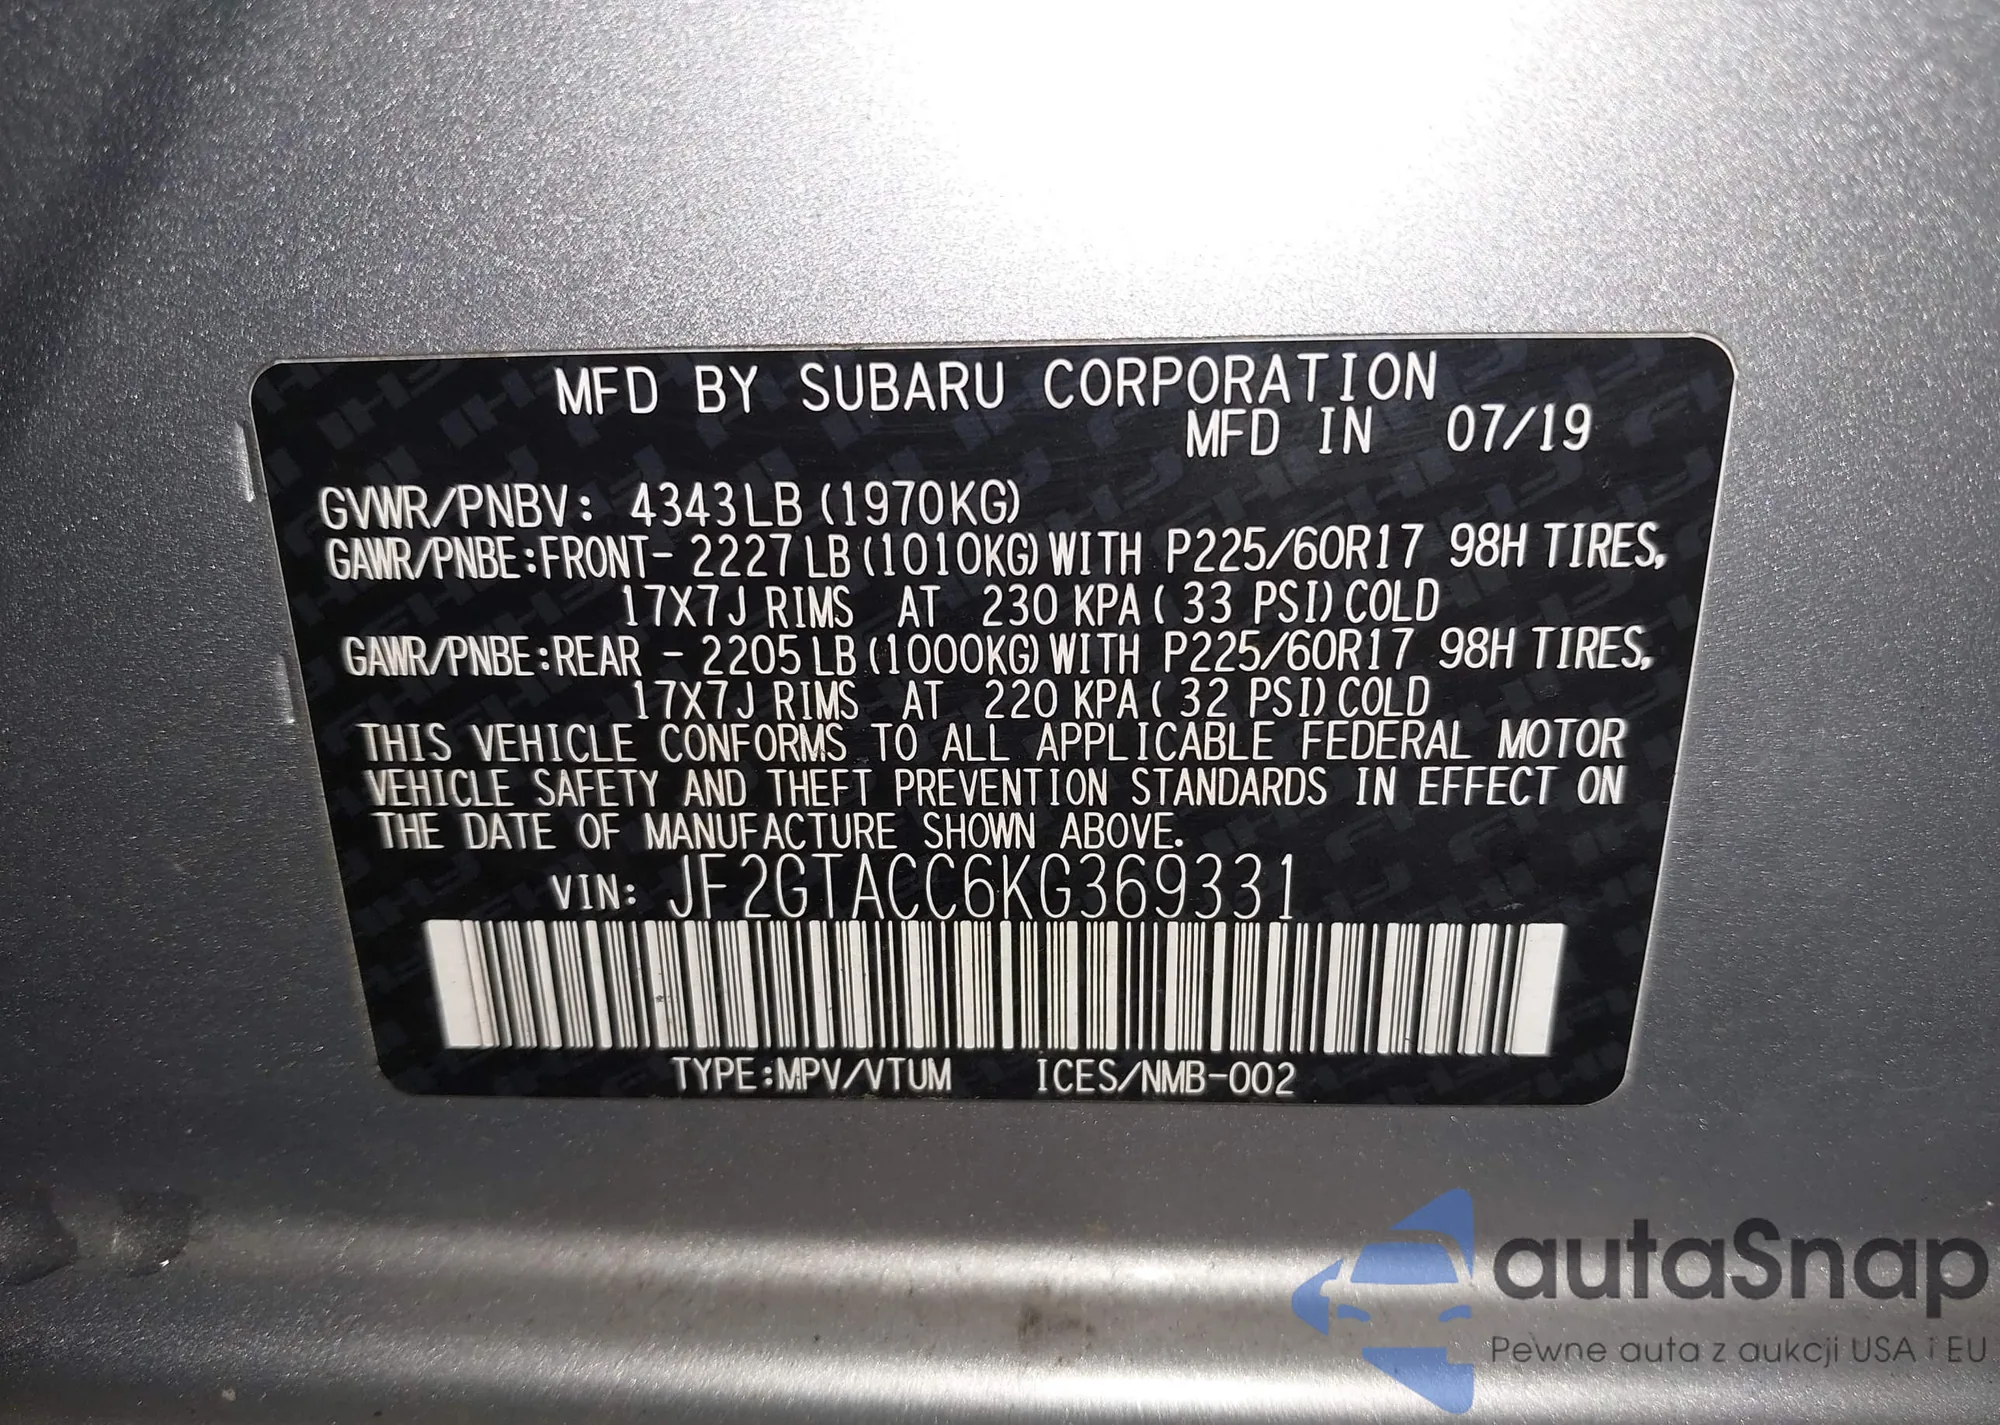 MFD BY SUBARU CORPORATION
MFD IN 07/19
GVWR/PNBV: 4343LB (1970KG)
GAWR/PNBE:FRONT- 2227LB (1010KG) WITH P225/60R17 98H TIRES,
17X7J RIMS AT 230 KPA ( 33 PSI) COLD
GAWR/PNBE:REAR - 2205LB (1000KG) WITH P225/60R17 98H TIRES,
17X7J RIMS AT 220 KPA ( 32 PSI) COLD
THIS VEHICLE CONFORMS TO ALL APPLICABLE FEDERAL MOTOR
VEHICLE SAFETY AND THEFT PREVENTION STANDARDS IN EFFECT ON
THE DATE OF MANUFACTURE SHOWN ABOVE.
VIN: JF2GTACC6KG369331
TYPE:MPV/VTUM ICES/NMB-002
autaSnap
Pewne auta z aukcji USA i EU